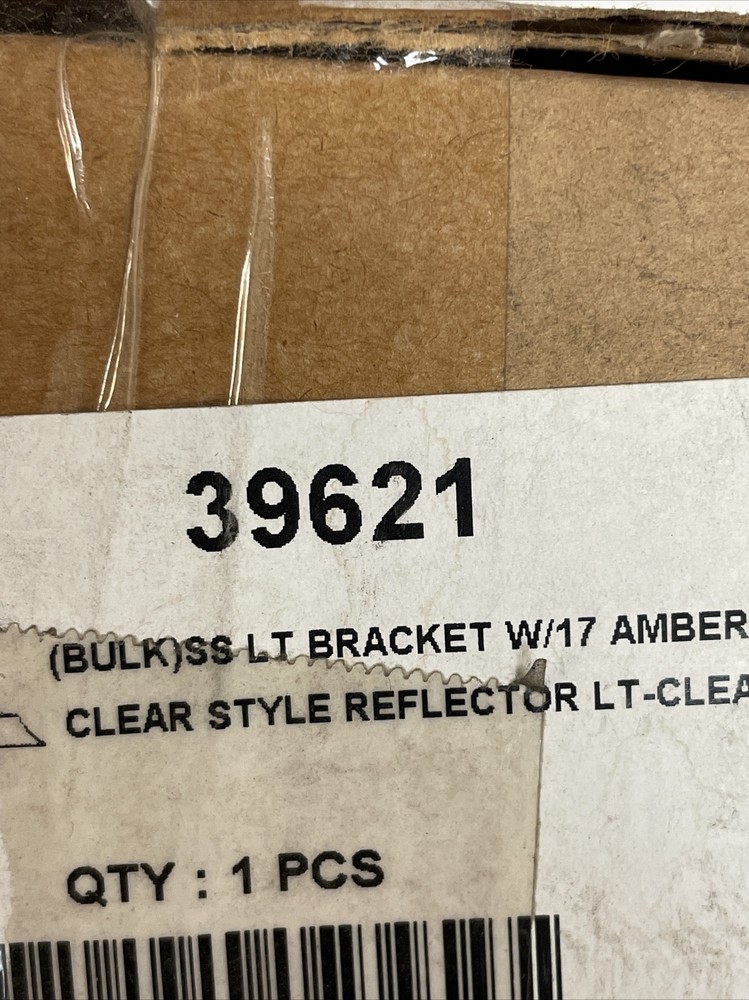 39621
(BULK)SS LT BRACKET W/17 AMBER
CLEAR STYLE REFLECTOR LT-CLEA
QTY : 1 PCS